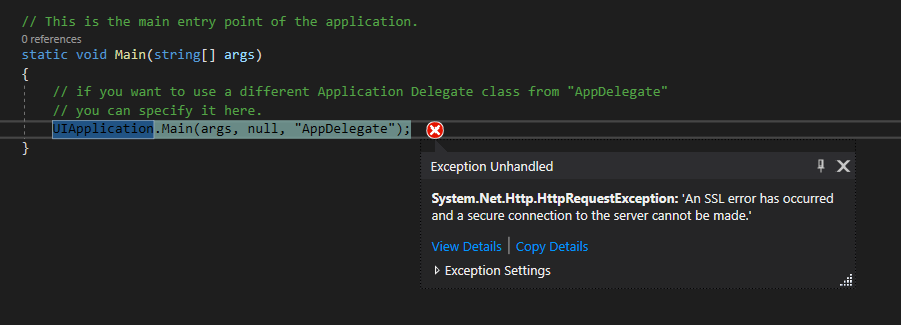 // This is the main entry point of the application.
0 references
static void Main(string[] args)
{
// if you want to use a different Application Delegate class from "AppDelegate"
// you can specify it here.
UIApplication.Main(args, null, "AppDelegate");
}
Exception Unhandled
System.Net.Http.HttpRequestException: 'An SSL error has occurred
and a secure connection to the server cannot be made.'
View Details | Copy Details
Exception Settings